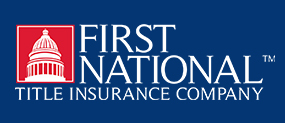 FIRST
NATIONAL™
TITLE INSURANCE COMPANY